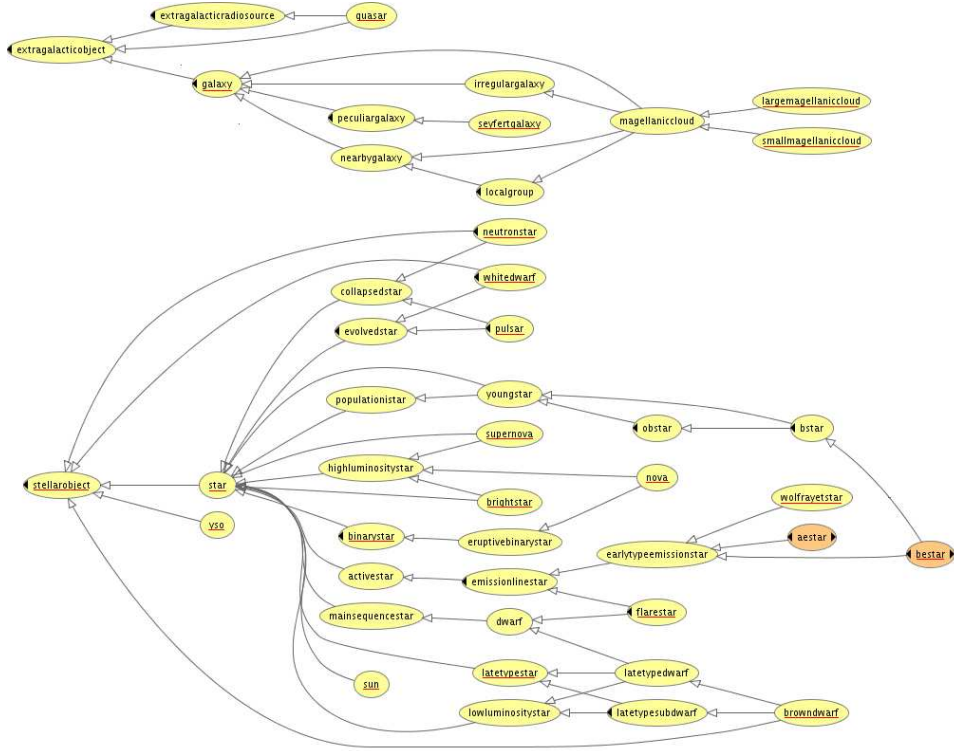 extragalacticradiosource
quasar
extragalacticobject
galaxy
irregulargalaxy
largemagellaniccloud
peculiargalaxy
seyfertgalaxy
magellaniccloud
smallmagellaniccloud
nearbygalaxy
localgroup
neutronstar
whitedwarf
collapsedstar
evolvedstar
pulsar
populationistar
youngstar
obstar
bstar
supernova
highluminositystar
nova
stellarobject
star
brightstar
wolfrayetstar
yso
binarystar
eruptivebinarystar
aestar
earlytypeemissionstar
bestar
activestar
emissionlinestar
mainsequencestar
dwarf
flarestar
latetypestar
latetypedwarf
sun
lowluminositystar
latetypesubdwarf
browndwarf